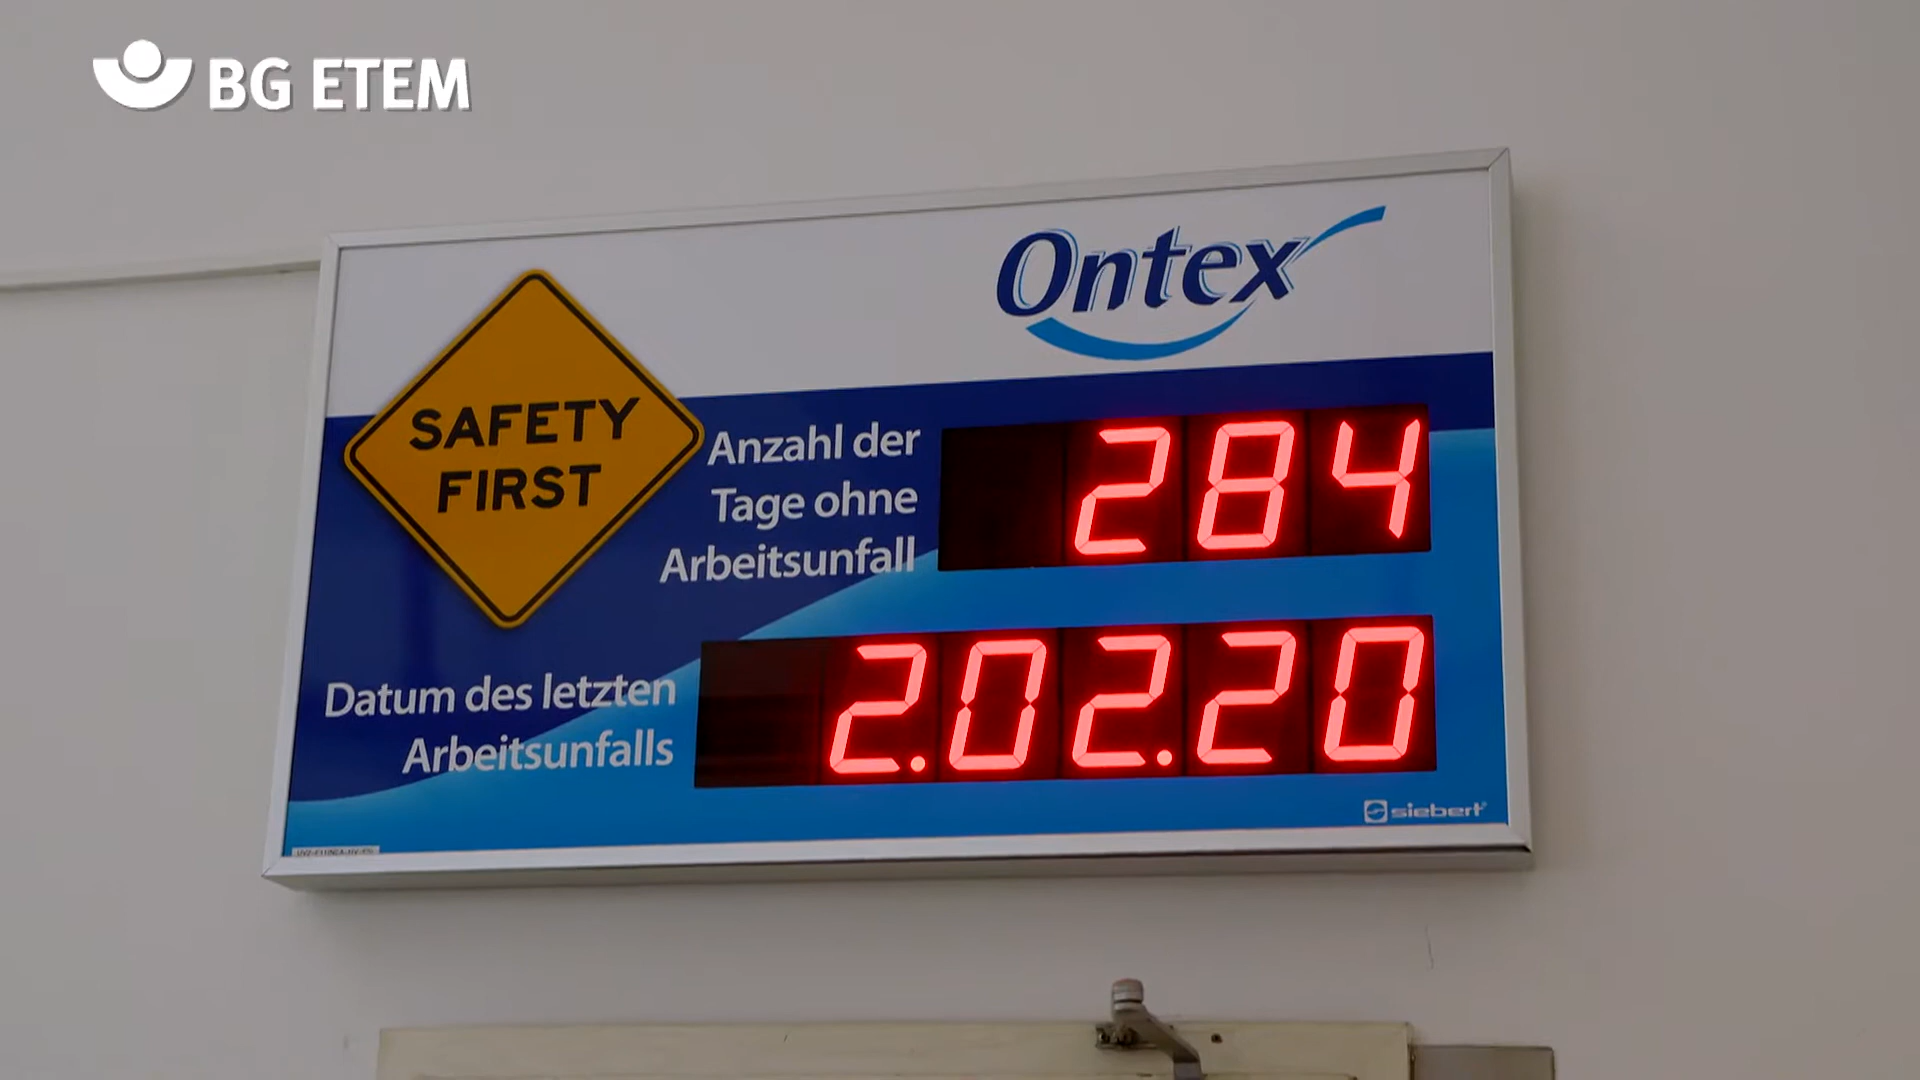 BG ETEM
Ontex
SAFETY
FIRST
Anzahl der
Tage ohne
Arbeitsunfall
284
Datum des letzten
Arbeitsunfalls
2.02.20
siebert